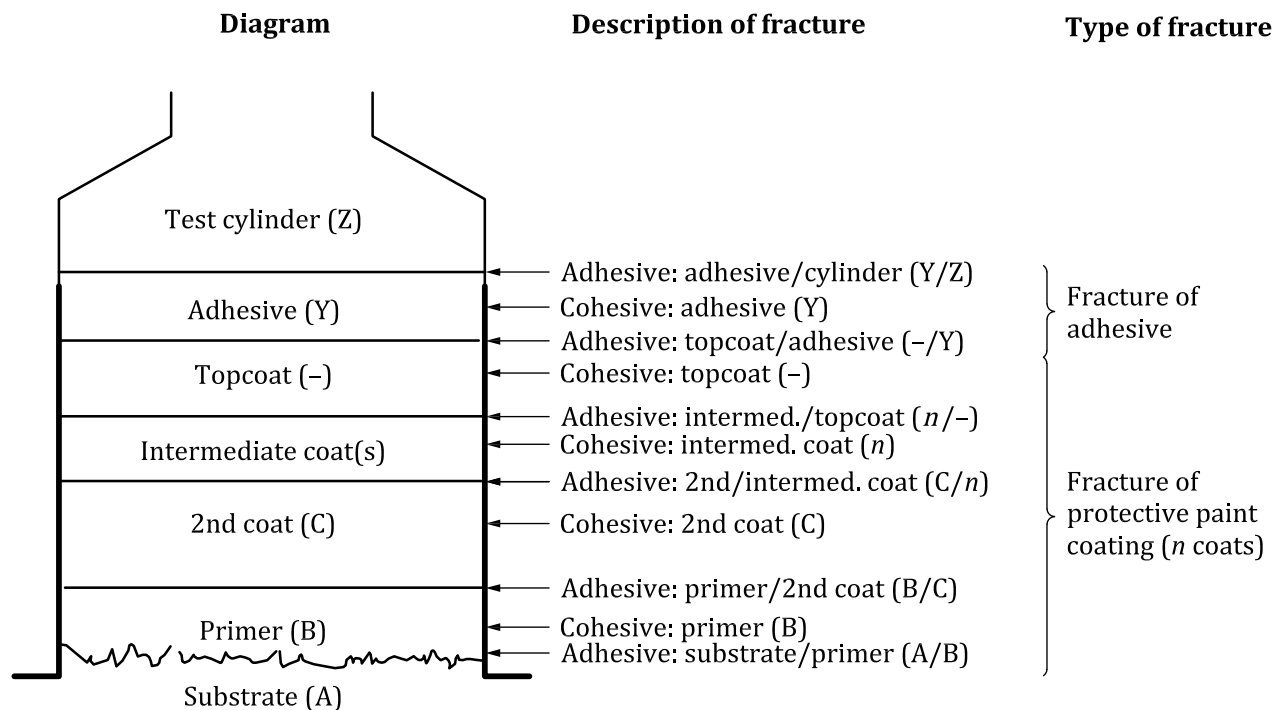 Diagram
Description of fracture
Type of fracture
Test cylinder (Z)
Adhesive: adhesive/cylinder (Y/Z)
Adhesive (Y)
Cohesive: adhesive (Y)
Fracture of
adhesive
Adhesive: topcoat/adhesive (–/Y)
Topcoat (–)
Cohesive: topcoat (–)
Adhesive: intermed./topcoat (n/–)
Intermediate coat(s)
Cohesive: intermed. coat (n)
Adhesive: 2nd/intermed. coat (C/n)
2nd coat (C)
Cohesive: 2nd coat (C)
Fracture of
protective paint
coating (n coats)
Adhesive: primer/2nd coat (B/C)
Primer (B)
Cohesive: primer (B)
Adhesive: substrate/primer (A/B)
Substrate (A)